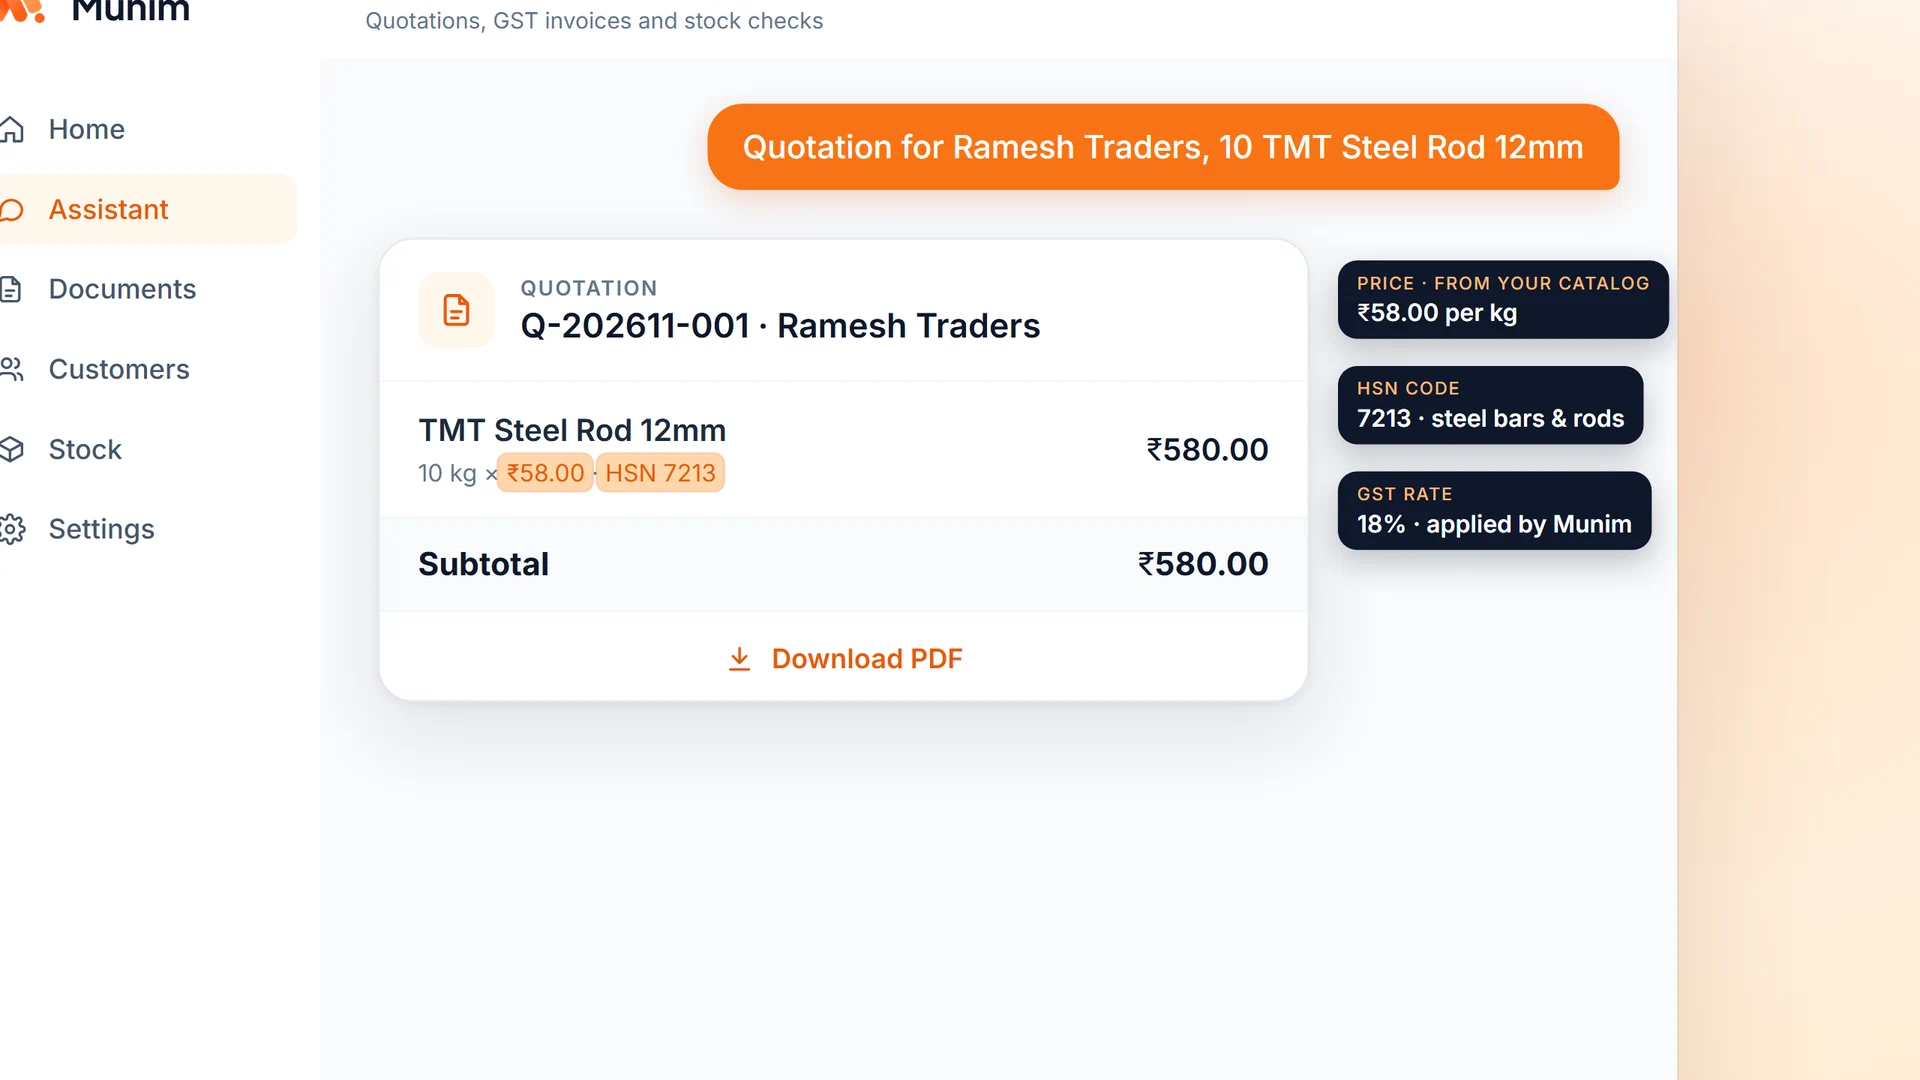 Munim
Quotations, GST invoices and stock checks
Home
Assistant
Documents
Customers
Stock
Settings
Quotation for Ramesh Traders, 10 TMT Steel Rod 12mm
QUOTATION
Q-202611-001 · Ramesh Traders
TMT Steel Rod 12mm
10 kg × ₹58.00 · HSN 7213
₹580.00
Subtotal
₹580.00
Download PDF
PRICE · FROM YOUR CATALOG
₹58.00 per kg
HSN CODE
7213 · steel bars & rods
GST RATE
18% · applied by Munim